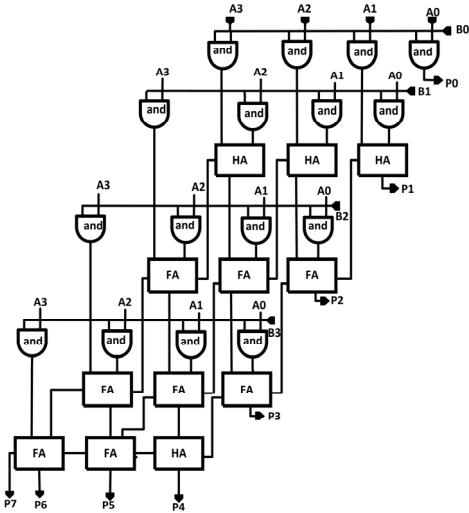 A3 A2 A1 A0
B0
and and and and
P0
A3 A2 A1 A0
B1
and and and and
HA HA HA
P1
A3 A2 A1 A0
B2
and and and and
FA FA FA
P2
A3 A2 A1 A0
B3
and and and and
FA FA FA
P3
FA FA HA
P7 P6 P5 P4